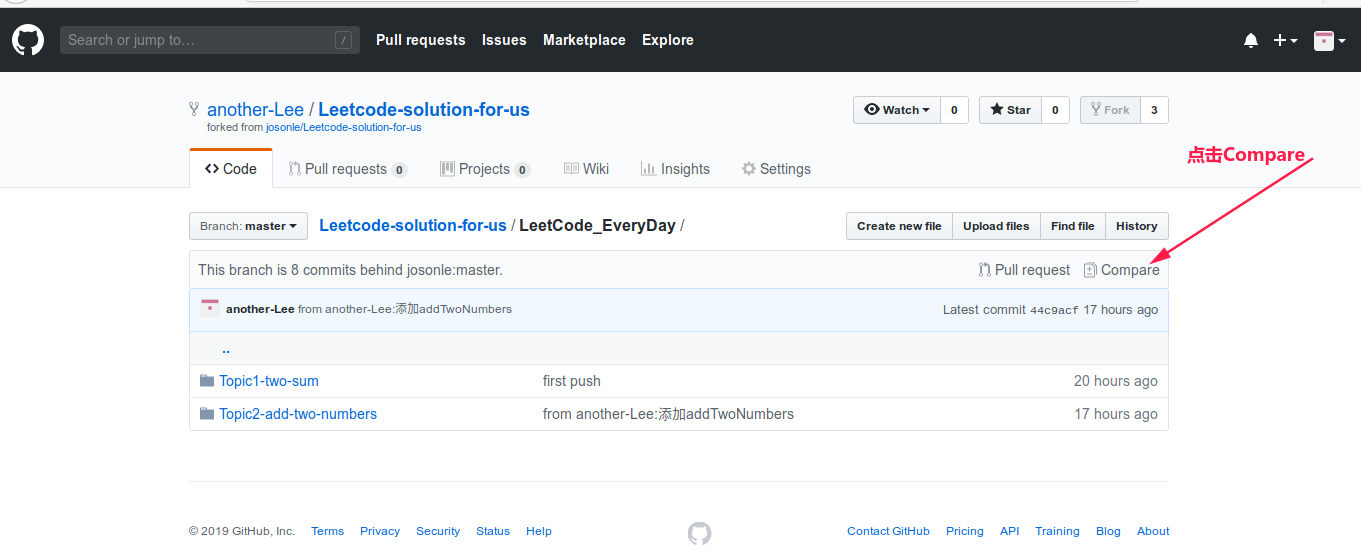 Search or jump to… / Pull requests Issues Marketplace Explore
another-Lee / Leetcode-solution-for-us Watch 0 Star 0 Fork 3
forked from josonle/Leetcode-solution-for-us
点击Compare
Code Pull requests 0 Projects 0 Wiki Insights Settings
Branch: master Leetcode-solution-for-us / LeetCode_EveryDay / Create new file Upload files Find file History
This branch is 8 commits behind josonle:master. Pull request Compare
another-Lee from another-Lee:添加addTwoNumbers Latest commit 44c9acf 17 hours ago
..
Topic1-two-sum first push 20 hours ago
Topic2-add-two-numbers from another-Lee:添加addTwoNumbers 17 hours ago
© 2019 GitHub, Inc. Terms Privacy Security Status Help Contact GitHub Pricing API Training Blog About